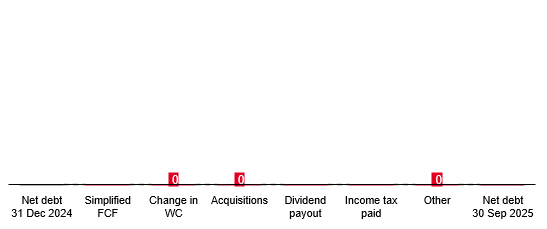 0 0 0
Net debt Simplified Change in Acquisitions Dividend Income tax Other Net debt
31 Dec 2024 FCF WC payout paid 30 Sep 2025